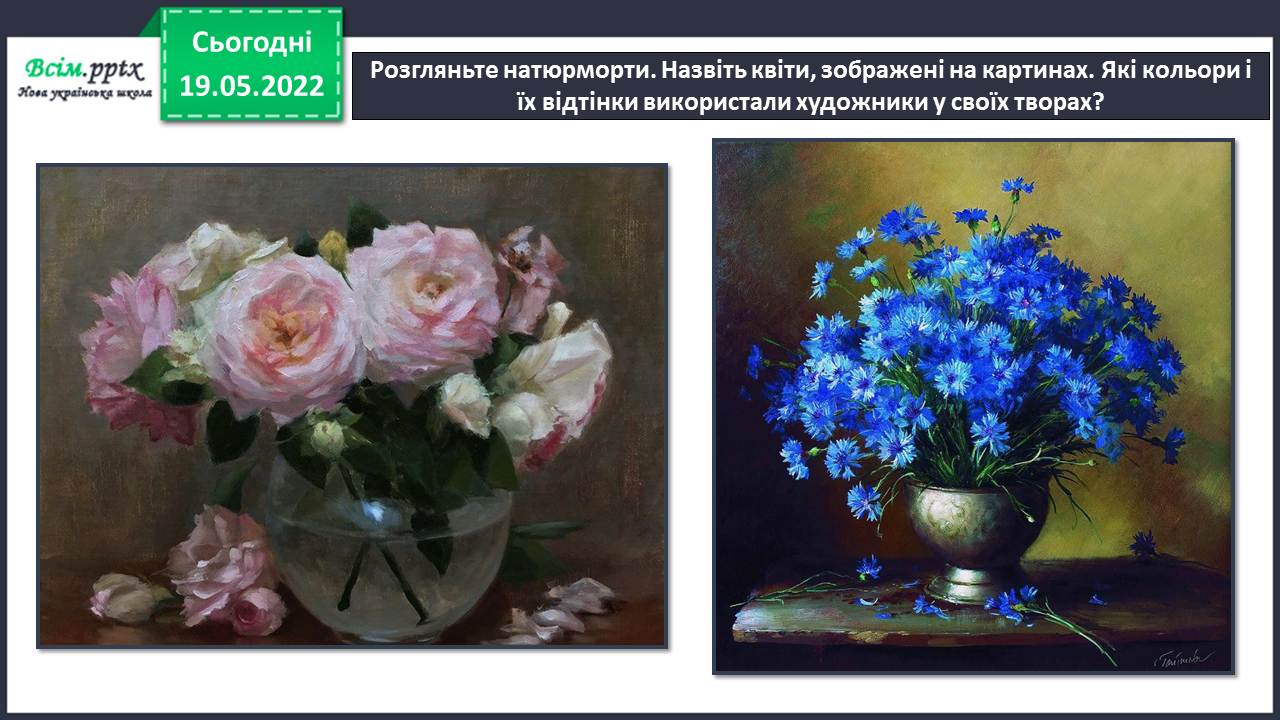 Всім.pptx
Нова українська школа
Сьогодні
19.05.2022
Розгляньте натюрморти. Назвіть квіти, зображені на картинах. Які кольори і
їх відтінки використали художники у своїх творах?